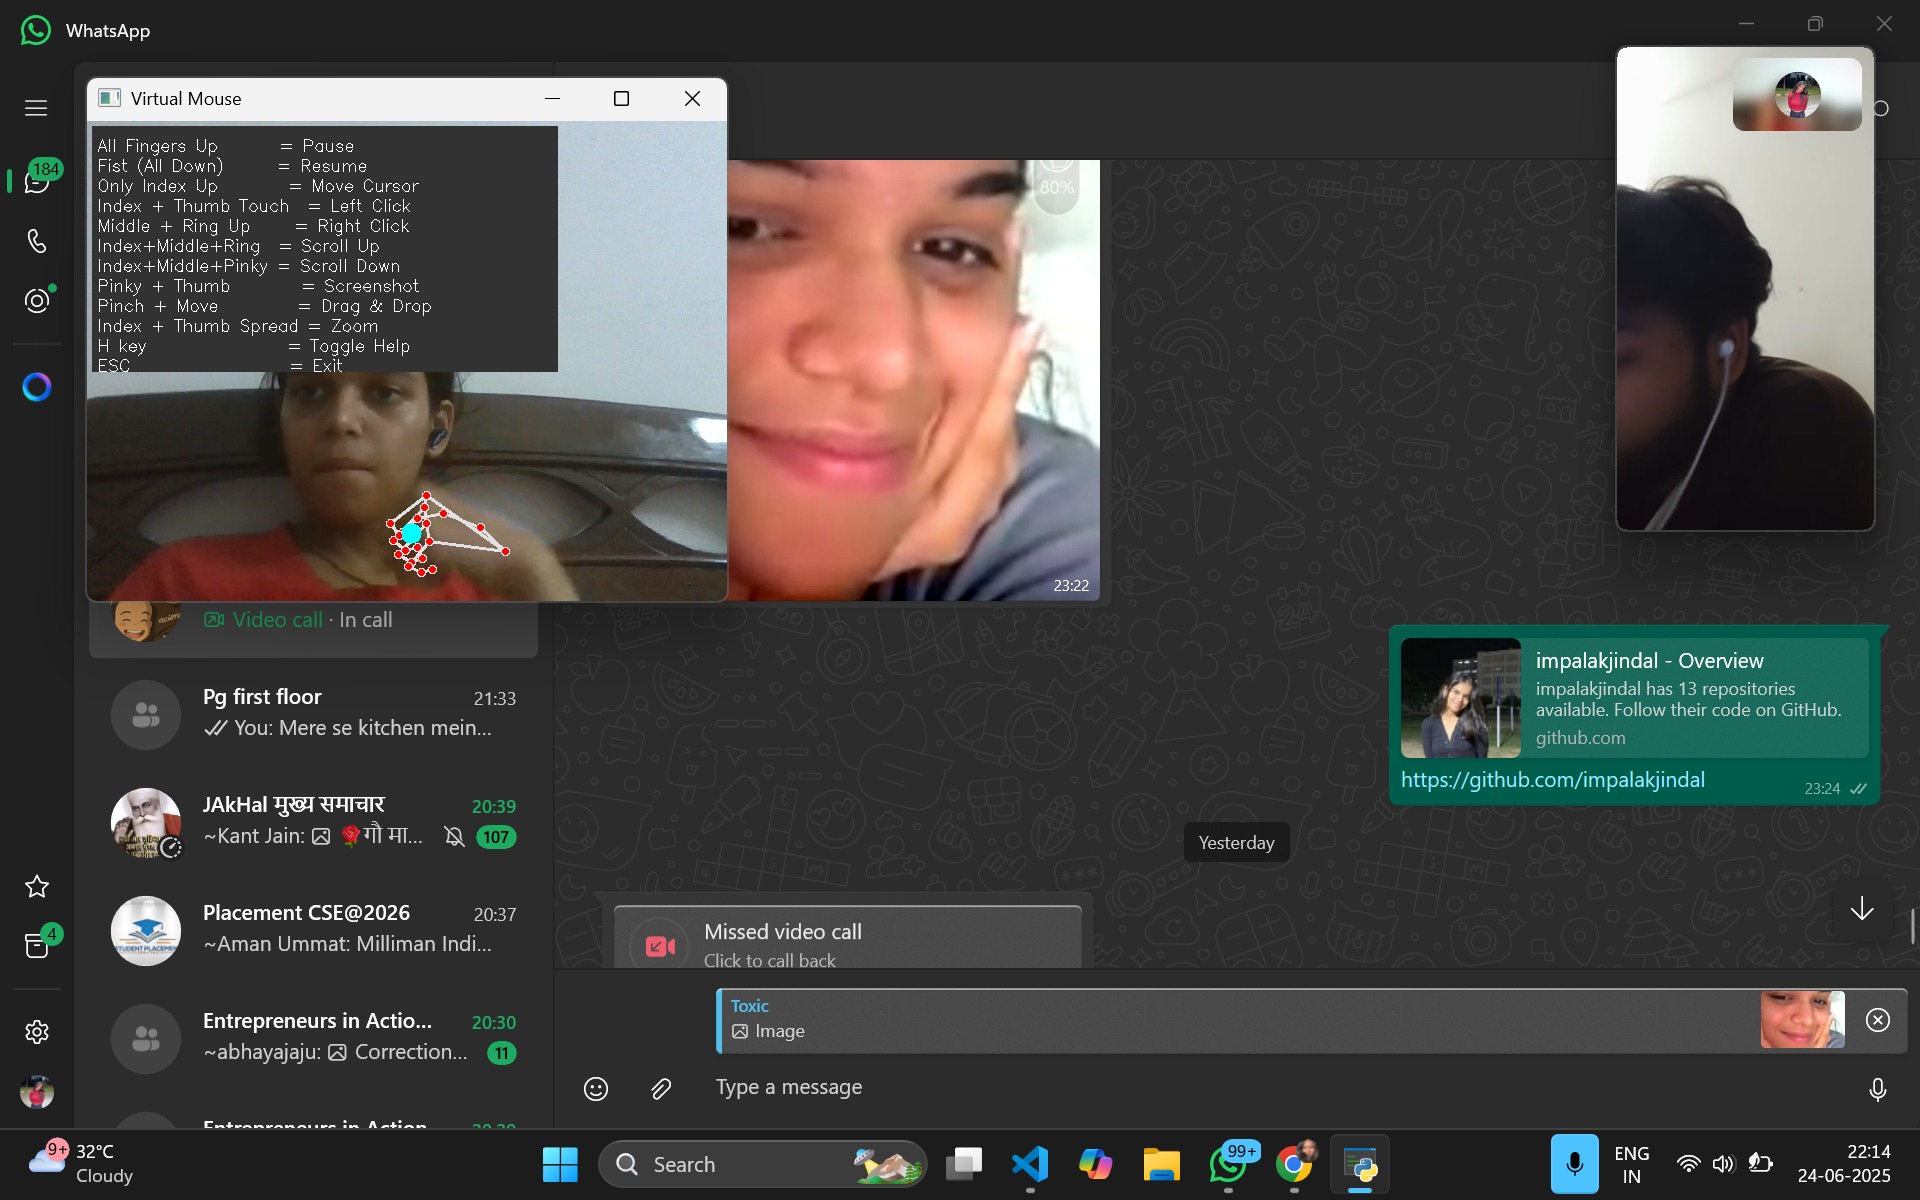 WhatsApp
184
Virtual Mouse
All Fingers Up = Pause
Fist (All Down) = Resume
Only Index Up = Move Cursor
Index + Thumb Touch = Left Click
Middle + Ring Up = Right Click
Index+Middle+Ring = Scroll Up
Index+Middle+Pinky = Scroll Down
Pinky + Thumb = Screenshot
Pinch + Move = Drag & Drop
Index + Thumb Spread = Zoom
H key = Toggle Help
ESC = Exit
80%
23:22
Video call · In call
Pg first floor 21:33
You: Mere se kitchen mein...
JAkHal मुख्य समाचार 20:39
~Kant Jain: 🌹गौ मा... 107
Placement CSE@2026 20:37
~Aman Ummat: Milliman Indi...
Entrepreneurs in Actio... 20:30
~abhayajaju: Correction... 11
Entrepreneurs in Action
4
impalakjindal - Overview
impalakjindal has 13 repositories
available. Follow their code on GitHub.
github.com
https://github.com/impalakjindal
23:24
Yesterday
Missed video call
Click to call back
Toxic
Image
Type a message
9+
32°C
Cloudy
Search
99+
ENG
IN
22:14
24-06-2025